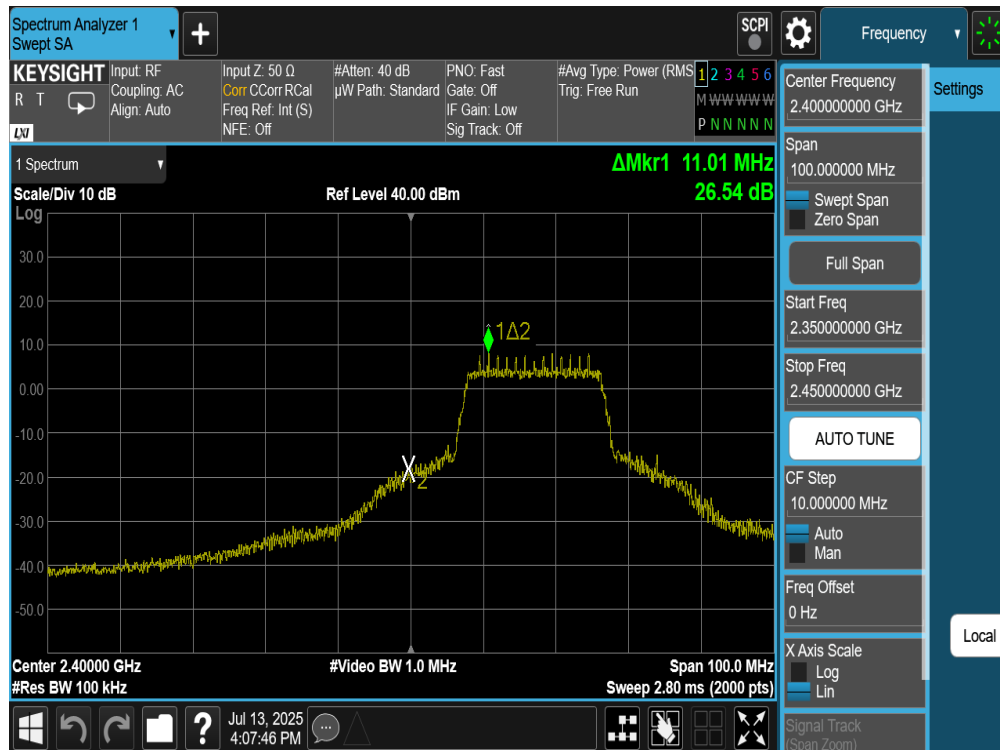 Spectrum Analyzer 1
Swept SA
+
SCPI
Frequency
KEYSIGHT
R T
LXI
Input: RF
Coupling: AC
Align: Auto
Input Z: 50 Ω
Corr CCorr RCal
Freq Ref: Int (S)
NFE: Off
#Atten: 40 dB
µW Path: Standard
PNO: Fast
Gate: Off
IF Gain: Low
Sig Track: Off
#Avg Type: Power (RMS
Trig: Free Run
1 2 3 4 5 6
M W W W W W
P N N N N N
1 Spectrum
ΔMkr1 11.01 MHz
26.54 dB
Scale/Div 10 dB
Ref Level 40.00 dBm
Log
30.0
20.0
10.0
0.00
-10.0
-20.0
-30.0
-40.0
-50.0
1Δ2
X
2
Center 2.40000 GHz
#Video BW 1.0 MHz
Span 100.0 MHz
#Res BW 100 kHz
Sweep 2.80 ms (2000 pts)
Center Frequency
2.400000000 GHz
Span
100.000000 MHz
Swept Span
Zero Span
Full Span
Start Freq
2.350000000 GHz
Stop Freq
2.450000000 GHz
AUTO TUNE
CF Step
10.000000 MHz
Auto
Man
Freq Offset
0 Hz
X Axis Scale
Log
Lin
Signal Track
(Span Zoom)
Settings
Local
?
Jul 13, 2025
4:07:46 PM